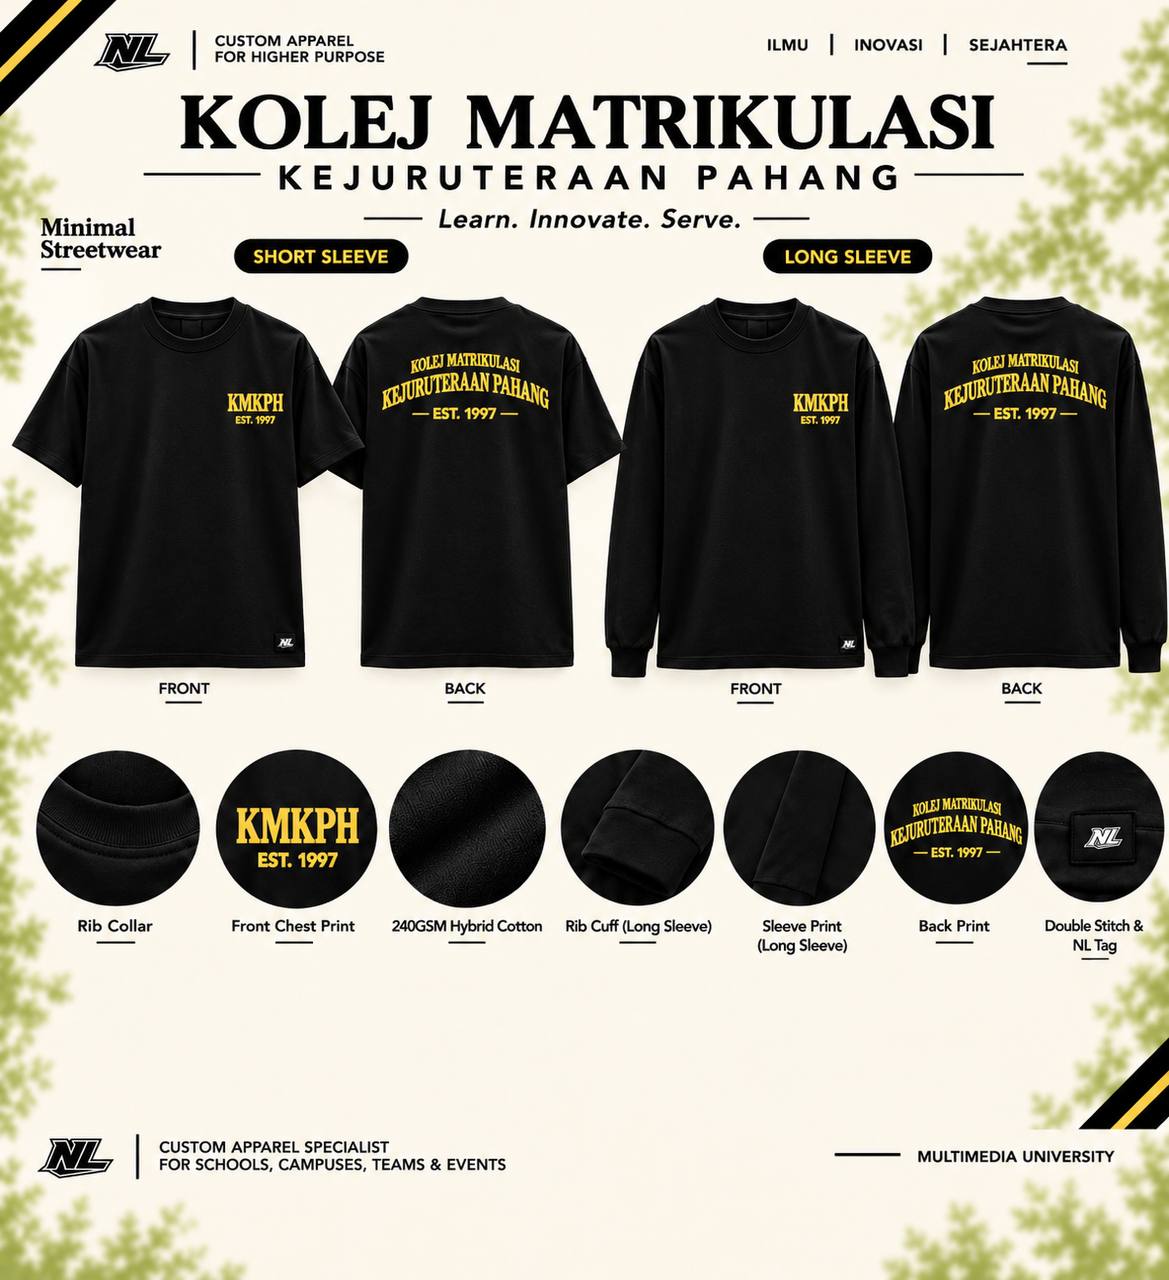 NL
CUSTOM APPAREL
FOR HIGHER PURPOSE
ILMU | INOVASI | SEJAHTERA
KOLEJ MATRIKULASI
KEJURUTERAAN PAHANG
Learn. Innovate. Serve.
Minimal
Streetwear
SHORT SLEEVE
LONG SLEEVE
KMKPH
EST. 1997
NL
KOLEJ MATRIKULASI
KEJURUTERAAN PAHANG
EST. 1997
KMKPH
EST. 1997
NL
KOLEJ MATRIKULASI
KEJURUTERAAN PAHANG
EST. 1997
FRONT
BACK
FRONT
BACK
KMKPH
EST. 1997
KOLEJ MATRIKULASI
KEJURUTERAAN PAHANG
EST. 1997
NL
Rib Collar
Front Chest Print
240GSM Hybrid Cotton
Rib Cuff (Long Sleeve)
Sleeve Print
(Long Sleeve)
Back Print
Double Stitch &
NL Tag
NL
CUSTOM APPAREL SPECIALIST
FOR SCHOOLS, CAMPUSES, TEAMS & EVENTS
MULTIMEDIA UNIVERSITY